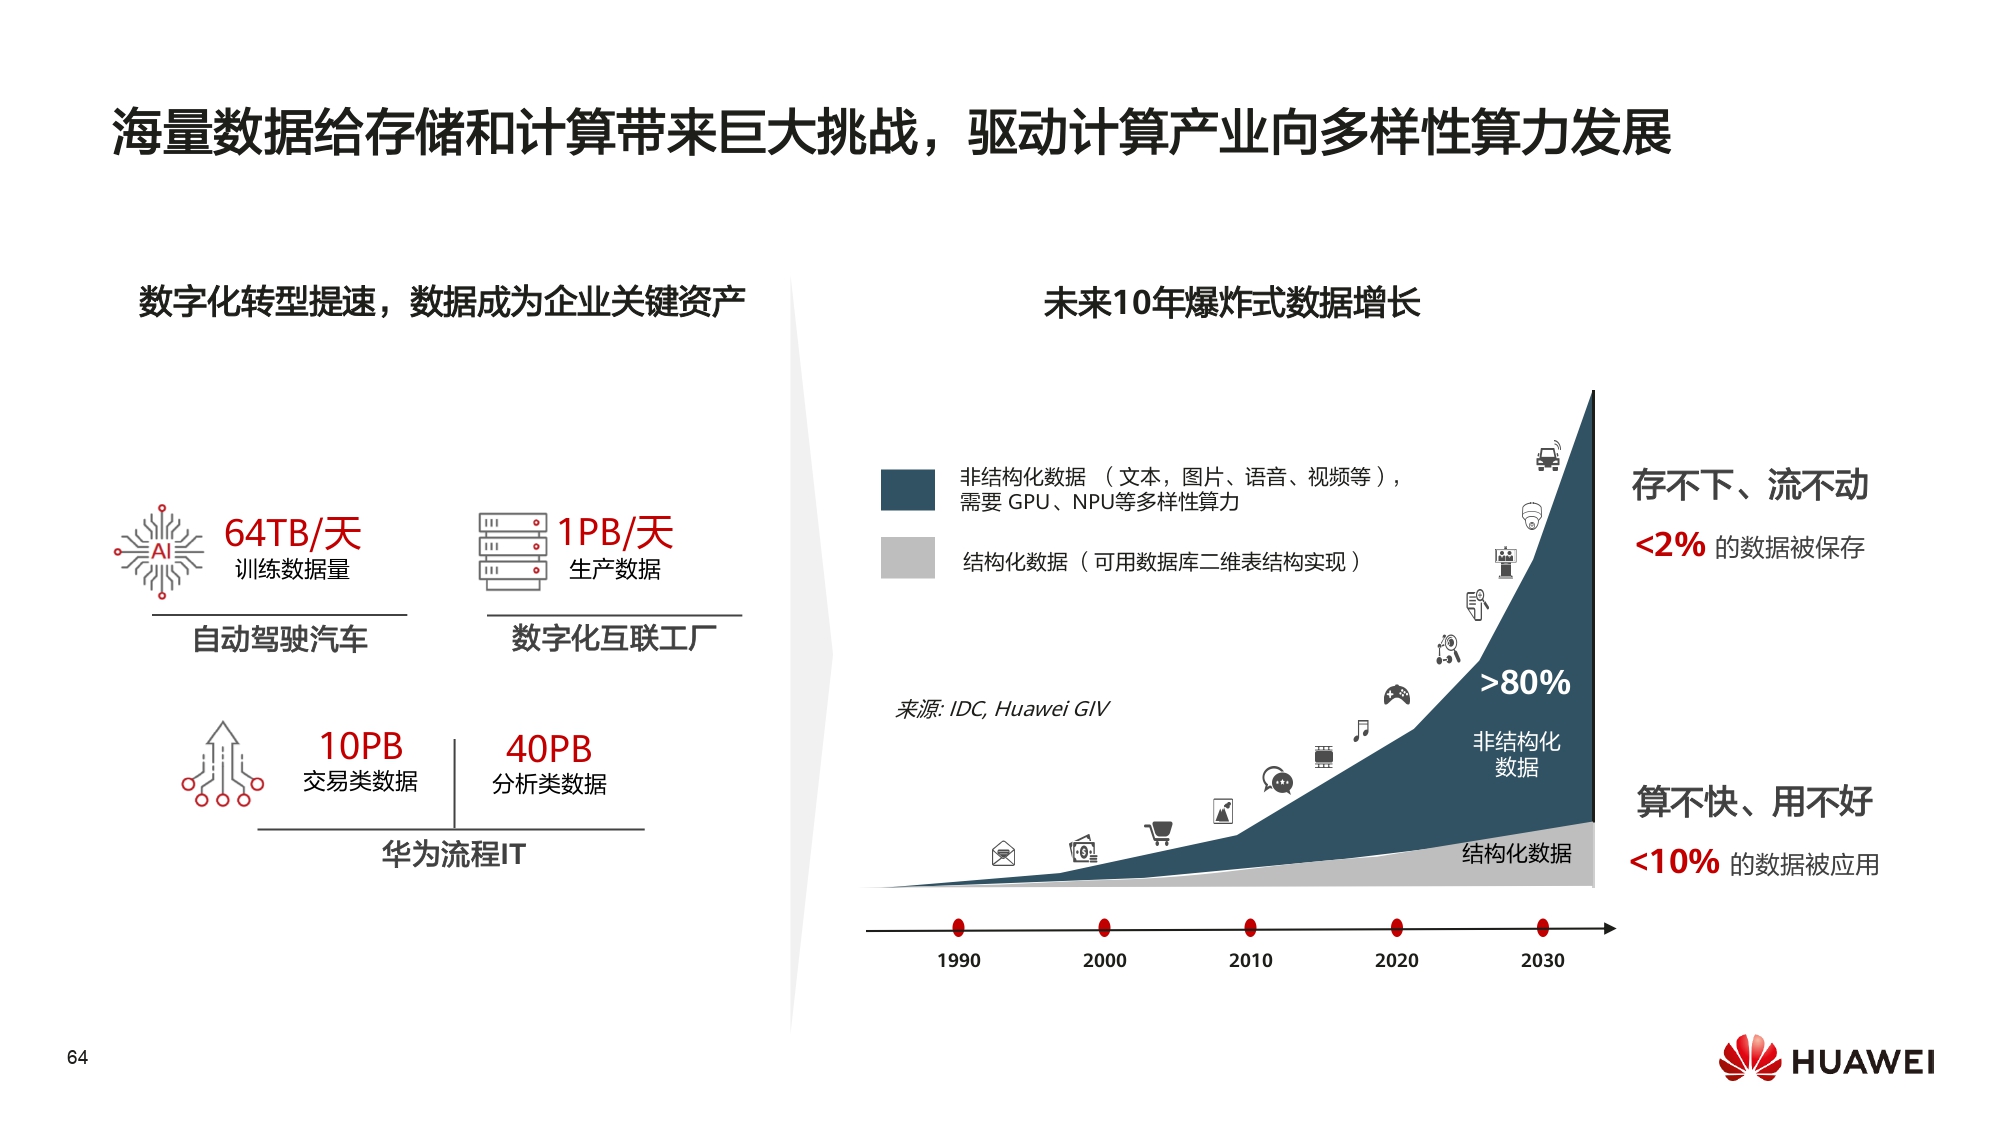 海量数据给存储和计算带来巨大挑战，驱动计算产业向多样性算力发展
数字化转型提速，数据成为企业关键资产
AI
64TB/天
训练数据量
自动驾驶汽车
1PB/天
生产数据
数字化互联工厂
10PB
交易类数据
40PB
分析类数据
华为流程IT
未来10年爆炸式数据增长
非结构化数据 （文本，图片、语音、视频等），
需要 GPU、NPU等多样性算力
结构化数据（可用数据库二维表结构实现）
来源: IDC, Huawei GIV
>80%
非结构化
数据
结构化数据
1990
2000
2010
2020
2030
存不下、流不动
<2% 的数据被保存
算不快、用不好
<10% 的数据被应用
64
HUAWEI